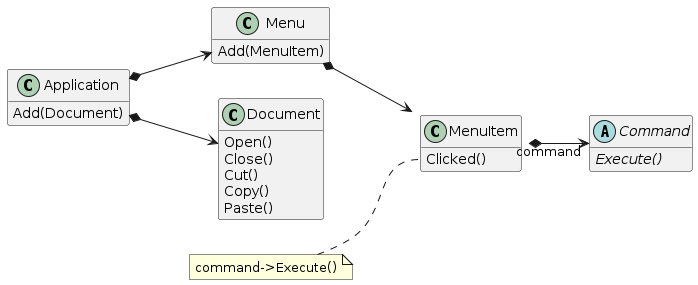 C Application
Add(Document)
C Menu
Add(MenuItem)
C Document
Open()
Close()
Cut()
Copy()
Paste()
C MenuItem
Clicked()
command
A Command
Execute()
command->Execute()